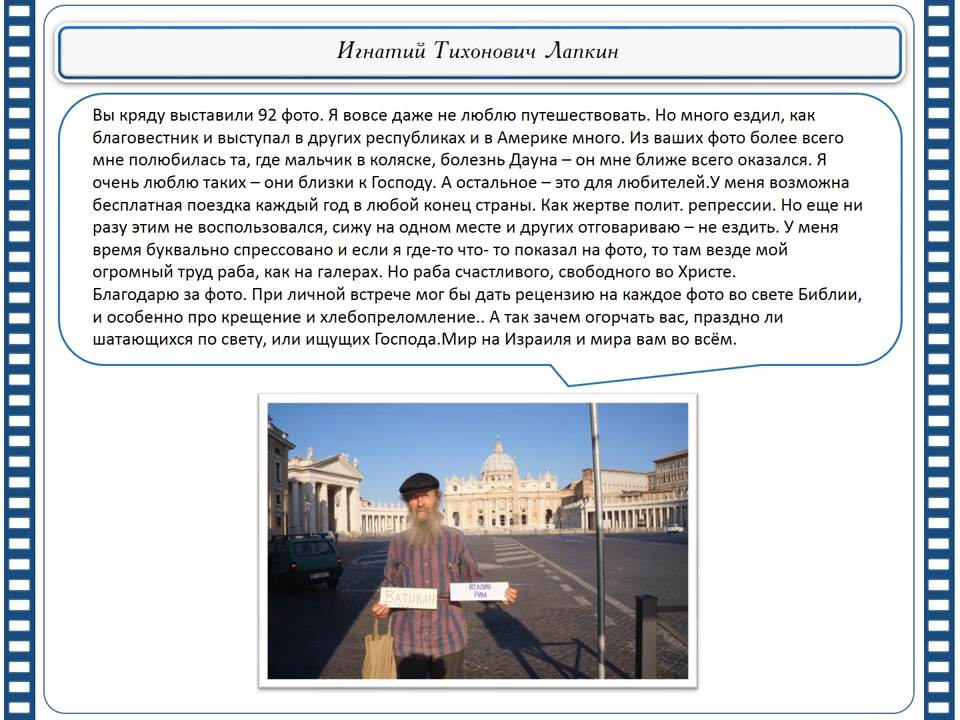 Игнатий Тихонович Лапкин
Вы кряду выставили 92 фото. Я вовсе даже не люблю путешествовать. Но много ездил, как
благовестник и выступал в других республиках и в Америке много. Из ваших фото более всего
мне полюбилась та, где мальчик в коляске, болезнь Дауна – он мне ближе всего оказался. Я
очень люблю таких – они близки к Господу. А остальное – это для любителей.У меня возможна
бесплатная поездка каждый год в любой конец страны. Как жертве полит. репрессии. Но еще ни
разу этим не воспользовался, сижу на одном месте и других отговариваю – не ездить. У меня
время буквально спрессовано и если я где-то что- то показал на фото, то там везде мой
огромный труд раба, как на галерах. Но раба счастливого, свободного во Христе.
Благодарю за фото. При личной встрече мог бы дать рецензию на каждое фото во свете Библии,
и особенно про крещение и хлебопреломление.. А так зачем огорчать вас, праздно ли
шатающихся по свету, или ищущих Господа.Мир на Израиля и мира вам во всём.
ВАТИКАН
ИТАЛИЯ
РИМ